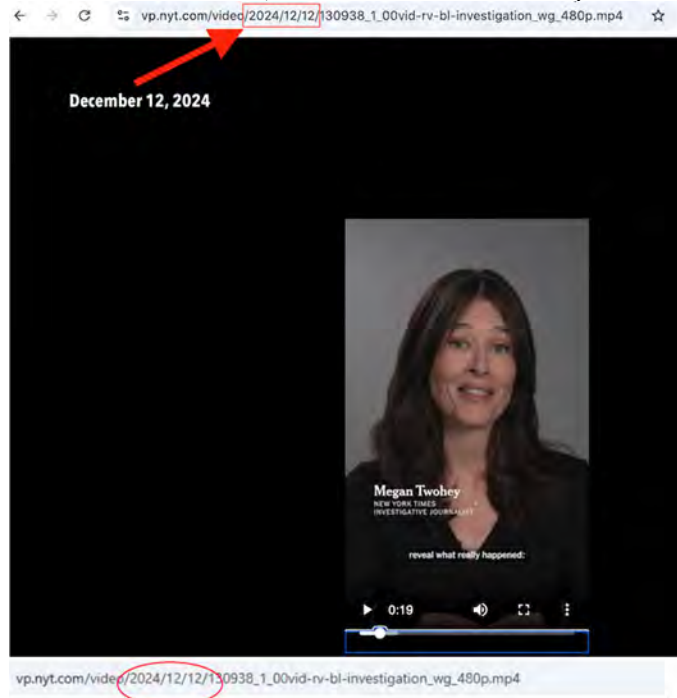 vp.nyt.com/video/2024/12/12/130938_1_00vid-rv-bl-investigation_wg_480p.mp4
December 12, 2024
Megan Twohey
NEW YORK TIMES
INVESTIGATIVE JOURNALIST
reveal what really happened:
0:19
vp.nyt.com/video/2024/12/12/130938_1_00vid-rv-bl-investigation_wg_480p.mp4